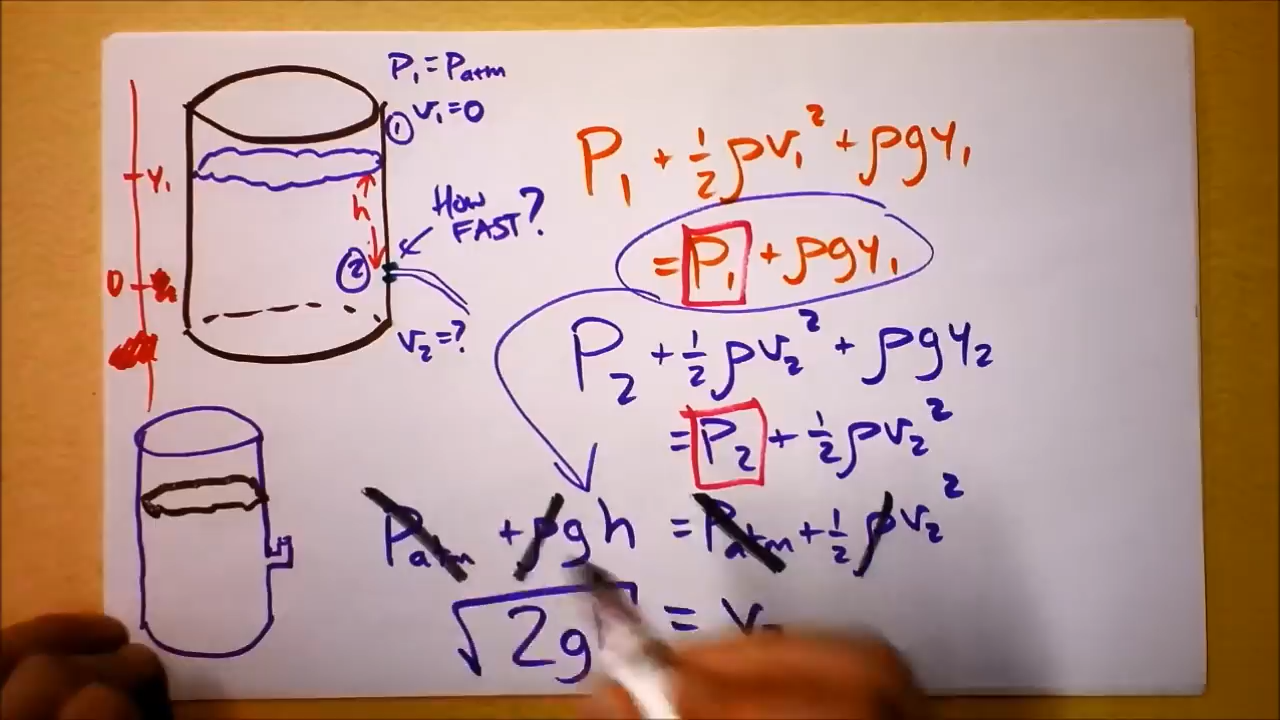 P₁ = Pₐₜₘ
① v₁ = 0
y₁
h
HOW
FAST?
②
0
v₂ = ?
P₁ + ½ρv₁² + ρgy₁
= P₁ + ρgy₁
P₂ + ½ρv₂² + ρgy₂
= P₂ + ½ρv₂²
Pₐₜₘ + ρgh = Pₐₜₘ + ½ρv₂²
√2g = v